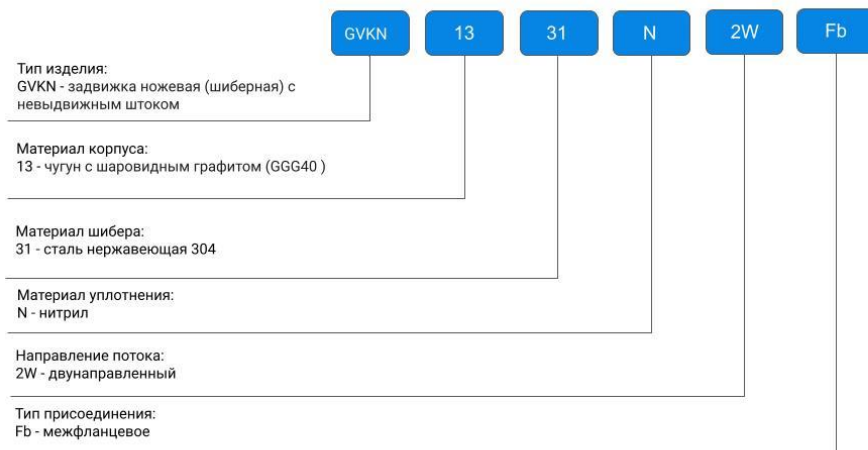 GVKN 13 31 N 2W Fb
Тип изделия:
GVKN - задвижка ножевая (шиберная) с
невыдвижным штоком
Материал корпуса:
13 - чугун с шаровидным графитом (GGG40 )
Материал шибера:
31 - сталь нержавеющая 304
Материал уплотнения:
N - нитрил
Направление потока:
2W - двунаправленный
Тип присоединения:
Fb - межфланцевое